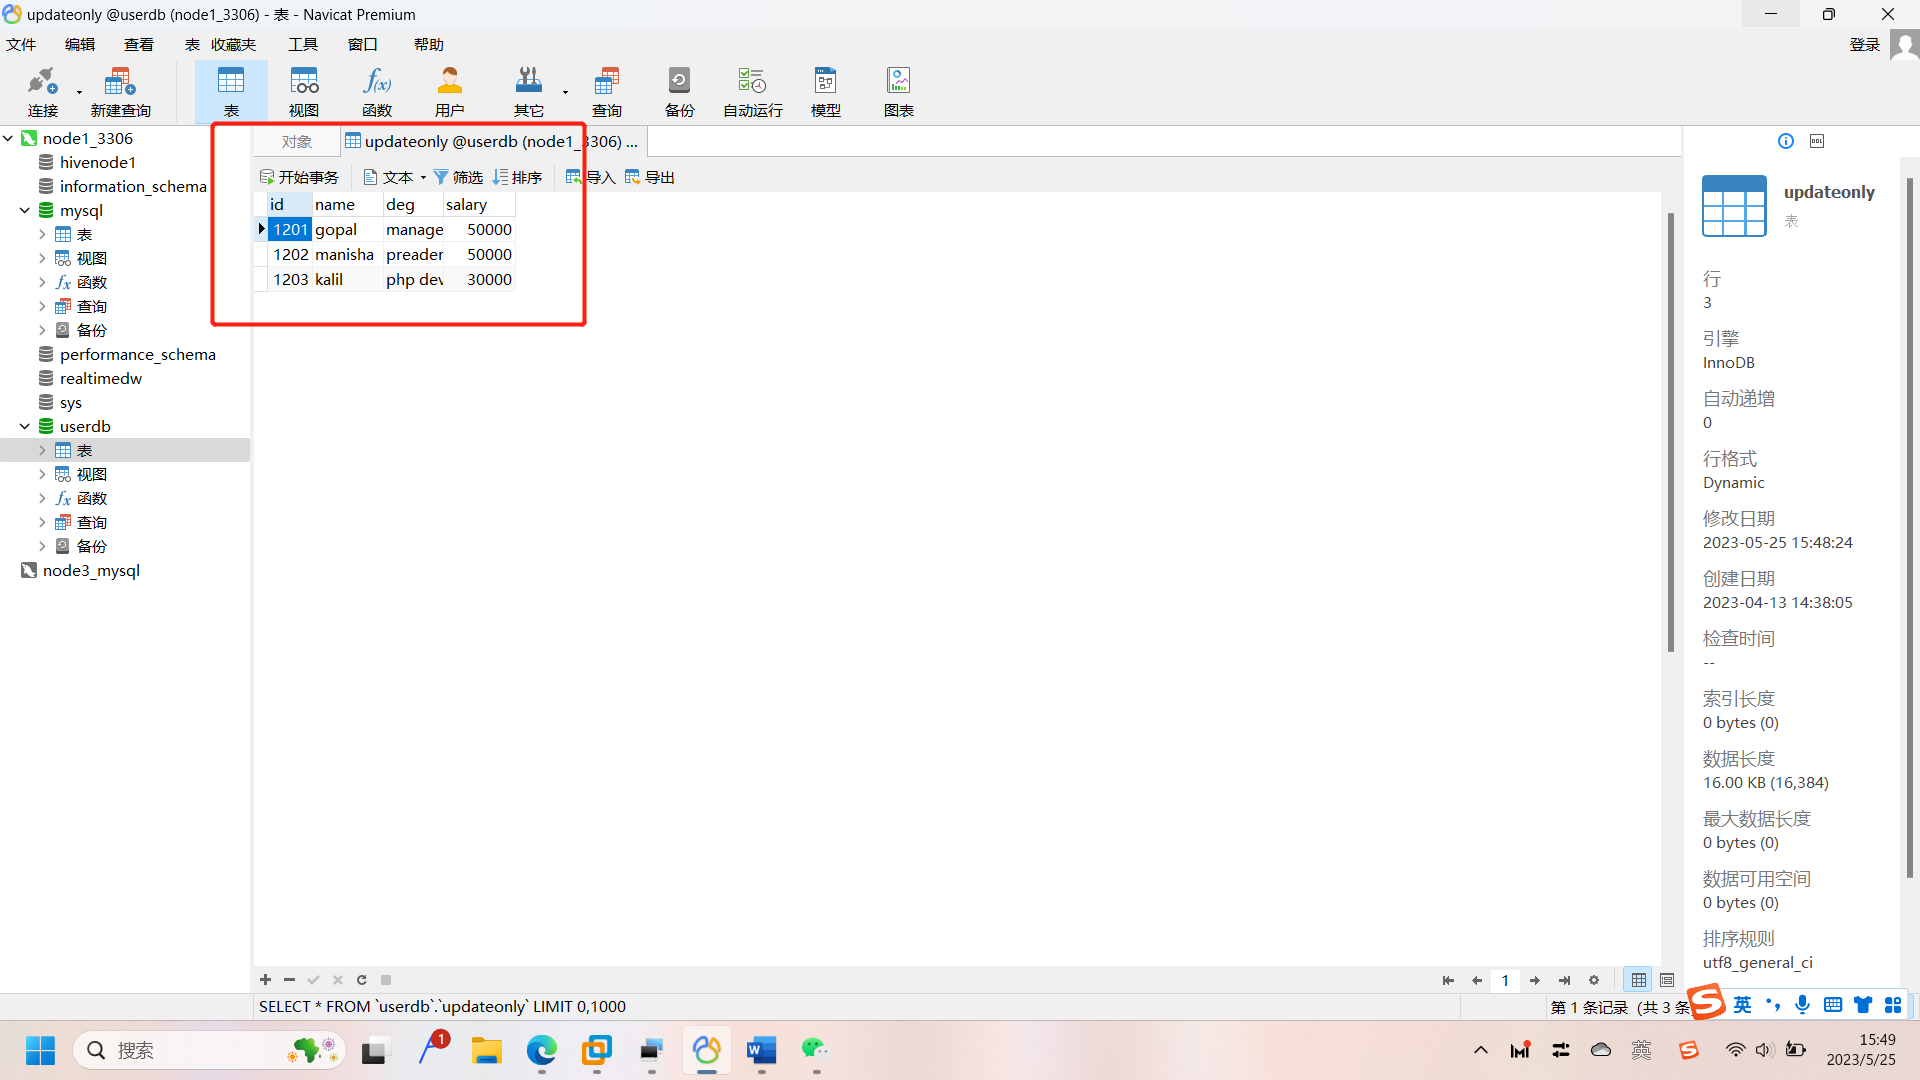 updateonly @userdb (node1_3306) - 表 - Navicat Premium
文件 编辑 查看 表 收藏夹 工具 窗口 帮助 登录
连接 新建查询 表 视图 函数 用户 其它 查询 备份 自动运行 模型 图表
node1_3306
hivenode1
information_schema
mysql
表
视图
函数
查询
备份
performance_schema
realtimedw
sys
userdb
表
视图
函数
查询
备份
node3_mysql
对象 updateonly @userdb (node1_3306) ...
开始事务 文本 筛选 排序 导入 导出
id name deg salary
1201 gopal manage 50000
1202 manisha preader 50000
1203 kalil php dev 30000
updateonly
表
行
3
引擎
InnoDB
自动递增
0
行格式
Dynamic
修改日期
2023-05-25 15:48:24
创建日期
2023-04-13 14:38:05
检查时间
--
索引长度
0 bytes (0)
数据长度
16.00 KB (16,384)
最大数据长度
0 bytes (0)
数据可用空间
0 bytes (0)
排序规则
utf8_general_ci
1
SELECT * FROM `userdb`.`updateonly` LIMIT 0,1000
第 1 条记录 (共 3 条
英
搜索
1
英
15:49
2023/5/25